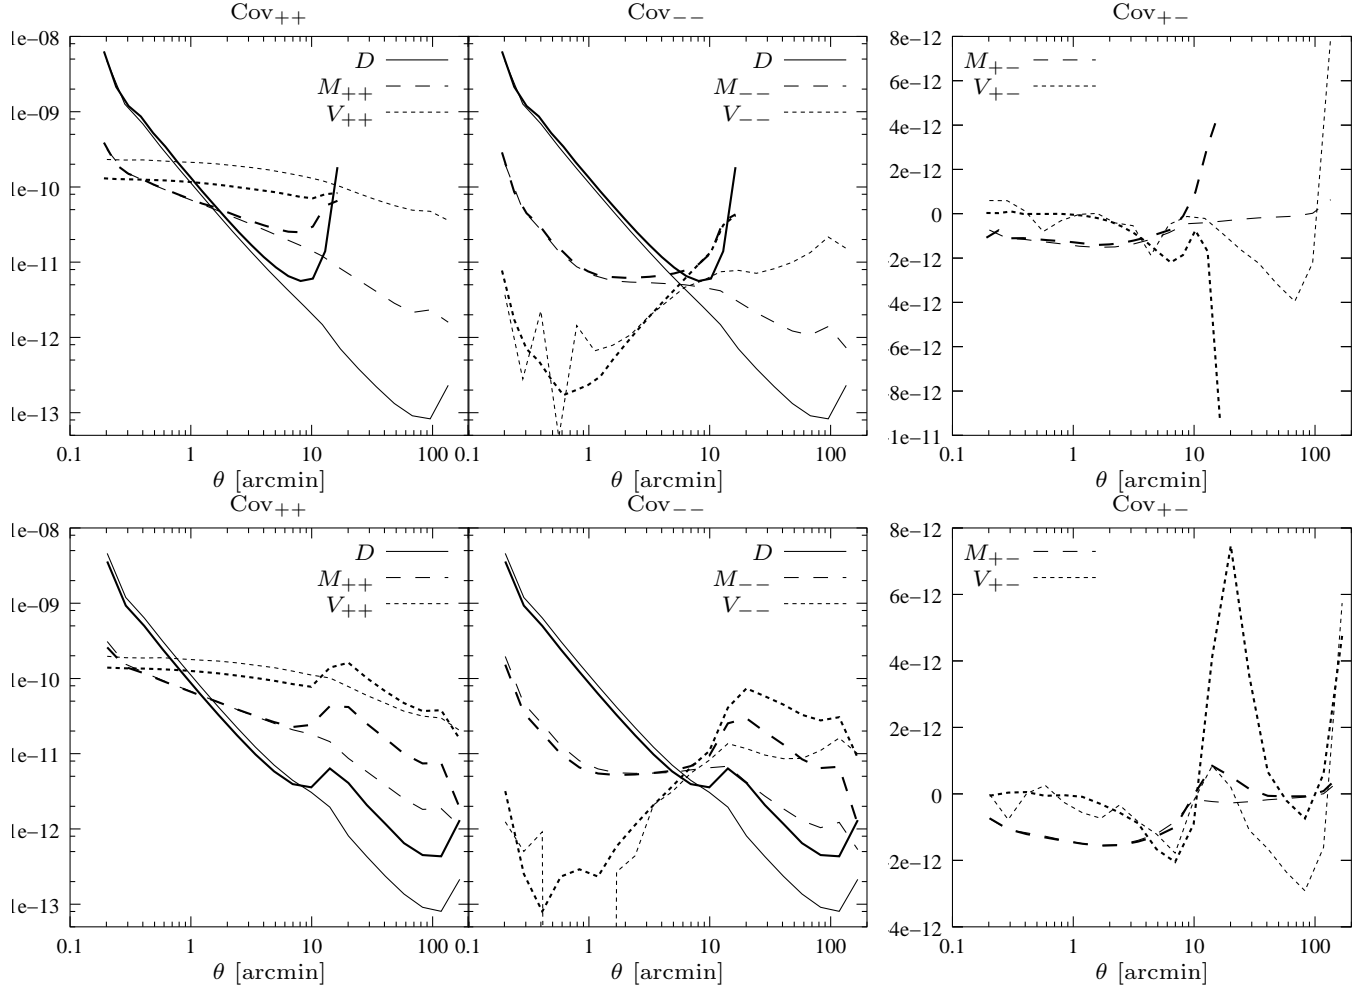 Cov++ Cov−− Cov+−
1e−08
1e−09
1e−10
1e−11
1e−12
1e−13
D
M++
V++
D
M−−
V−−
8e−12
6e−12
4e−12
2e−12
0
2e−12
4e−12
6e−12
8e−12
1e−11
M+−
V+−
0.1 1 10 100 0.1 1 10 100 0.1 1 10 100
θ [arcmin] θ [arcmin] θ [arcmin]
Cov++ Cov−− Cov+−
1e−08
1e−09
1e−10
1e−11
1e−12
1e−13
D
M++
V++
D
M−−
V−−
8e−12
6e−12
4e−12
2e−12
0
2e−12
4e−12
M+−
V+−
0.1 1 10 100 0.1 1 10 100 0.1 1 10 100
θ [arcmin] θ [arcmin] θ [arcmin]